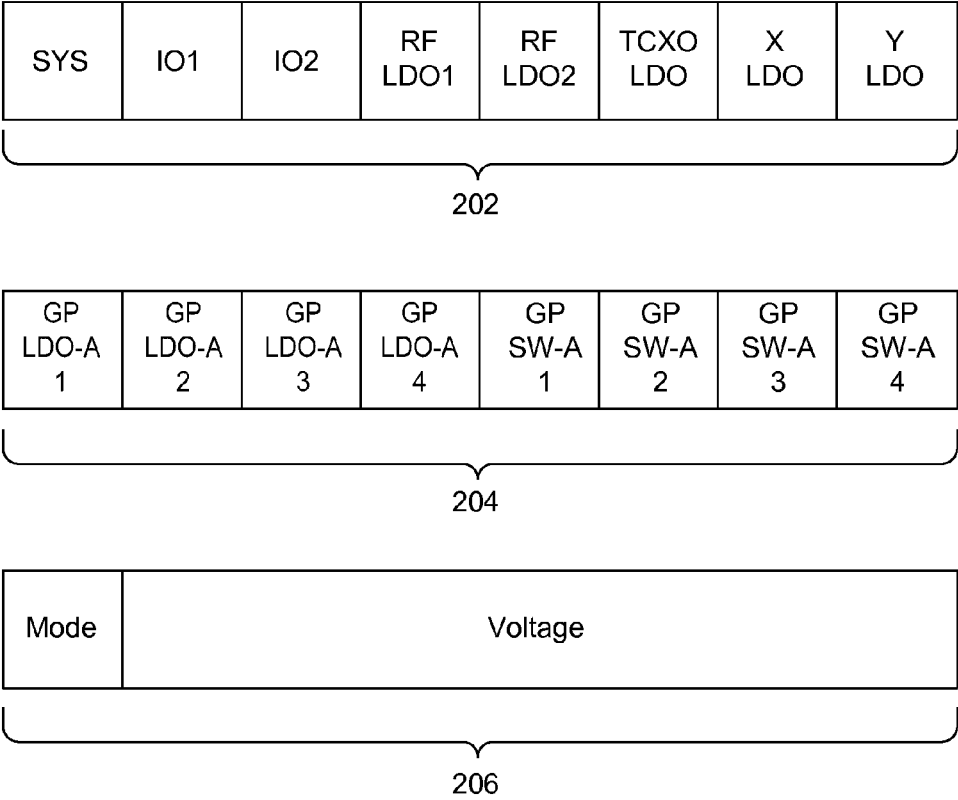 SYS
IO1
IO2
RF
LDO1
RF
LDO2
TCXO
LDO
X
LDO
Y
LDO
202
GP
LDO-A
1
GP
LDO-A
2
GP
LDO-A
3
GP
LDO-A
4
GP
SW-A
1
GP
SW-A
2
GP
SW-A
3
GP
SW-A
4
204
Mode
Voltage
206